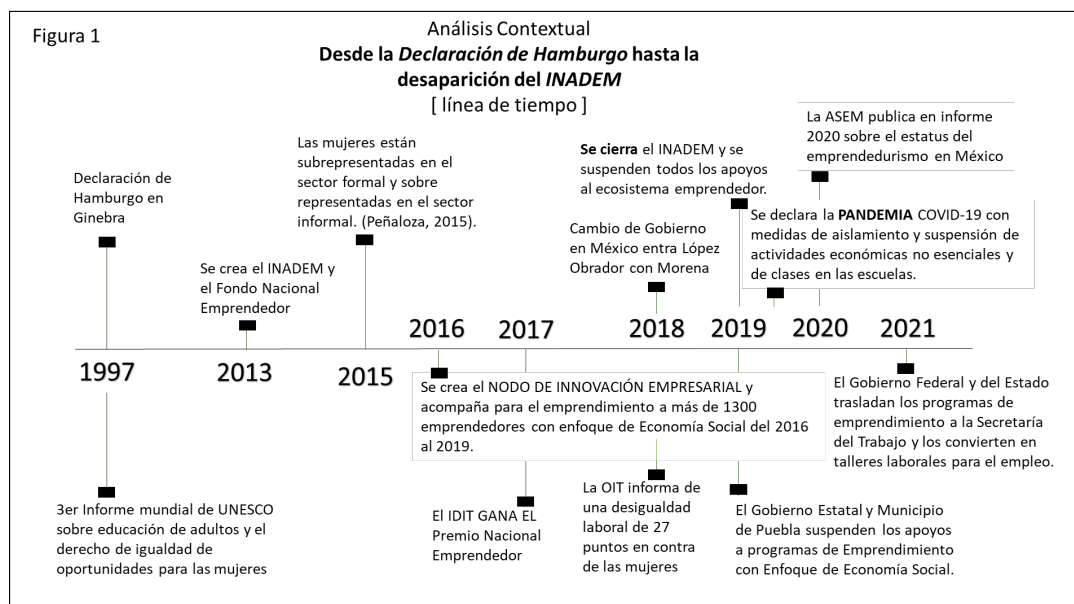 Figura 1
Análisis Contextual
Desde la Declaración de Hamburgo hasta la
desaparición del INADEM
[ línea de tiempo ]
Declaración de
Hamburgo en
Ginebra
Se crea el INADEM y
el Fondo Nacional
Emprendedor
Las mujeres están
subrepresentadas en el
sector formal y sobre
representadas en el sector
informal. (Peñaloza, 2015).
Cambio de Gobierno
en México entra López
Obrador con Morena
Se cierra el INADEM y se
suspenden todos los apoyos
al ecosistema emprendedor.
La ASEM publica en informe
2020 sobre el estatus del
emprendedurismo en México
Se declara la PANDEMIA COVID-19 con
medidas de aislamiento y suspensión de
actividades económicas no esenciales y
de clases en las escuelas.
1997
2013
2015
2016
2017
2018
2019
2020
2021
Se crea el NODO DE INNOVACIÓN EMPRESARIAL y
acompaña para el emprendimiento a más de 1300
emprendedores con enfoque de Economía Social del 2016
al 2019.
El Gobierno Federal y del Estado
trasladan los programas de
emprendimiento a la Secretaría
del Trabajo y los convierten en
talleres laborales para el empleo.
3er Informe mundial de UNESCO
sobre educación de adultos y el
derecho de igualdad de
oportunidades para las mujeres
El IDIT GANA EL
Premio Nacional
Emprendedor
La OIT informa de
una desigualdad
laboral de 27
puntos en contra
de las mujeres
El Gobierno Estatal y Municipio
de Puebla suspenden los apoyos
a programas de Emprendimiento
con Enfoque de Economía Social.